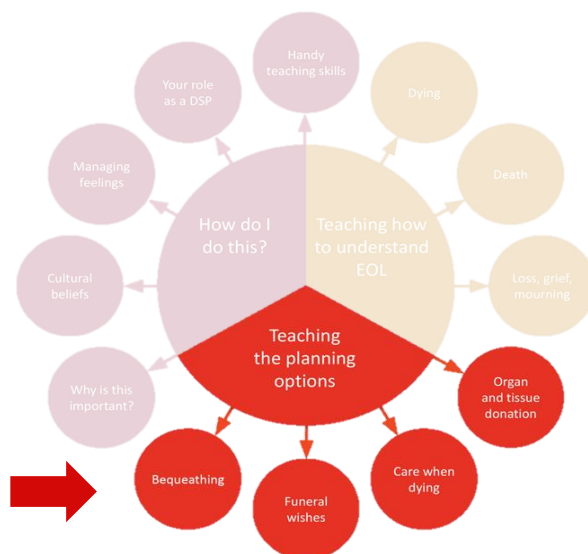 Handy
teaching skills
Your role
as a DSP
Dying
Managing
feelings
Death
How do I
do this?
Teaching how
to understand
EOL
Cultural
beliefs
Loss, grief,
mourning
Teaching
the planning
options
Why is this
important?
Organ
and tissue
donation
Bequeathing
Care when
dying
Funeral
wishes